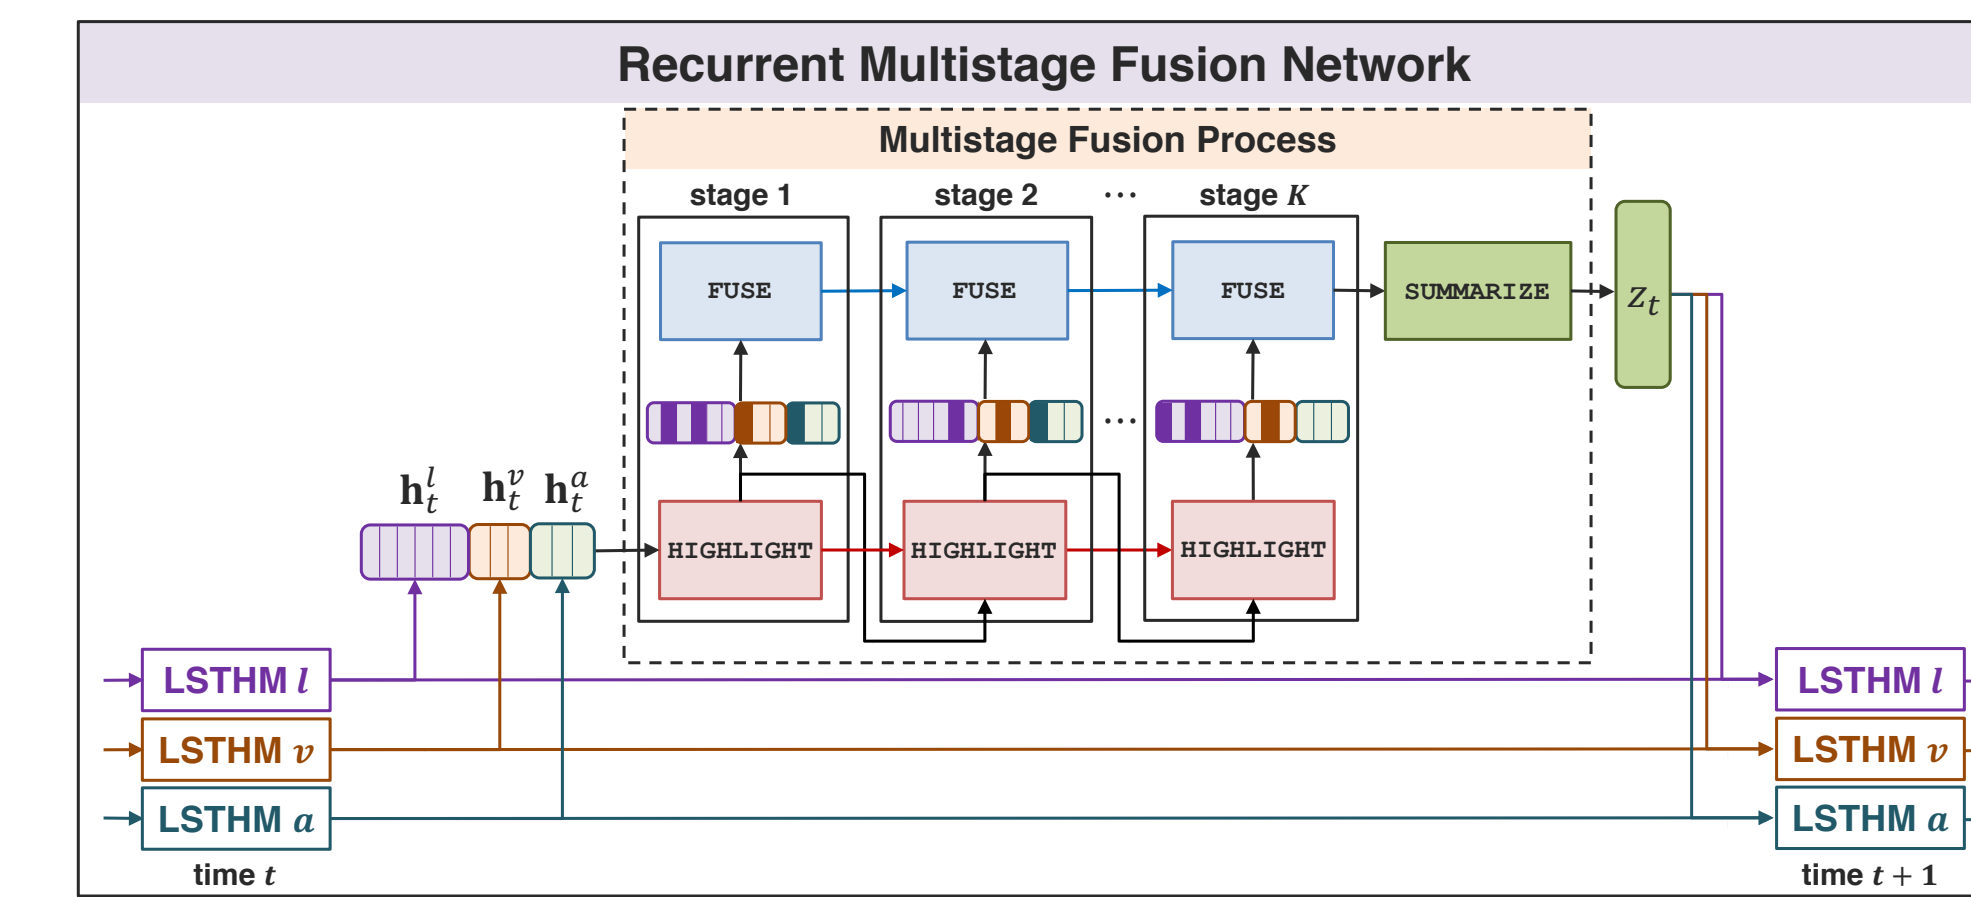 Recurrent Multistage Fusion Network
Multistage Fusion Process
stage 1 stage 2 ··· stage K
FUSE FUSE FUSE SUMMARIZE z_t
···
h_t^l h_t^v h_t^a
HIGHLIGHT HIGHLIGHT HIGHLIGHT
LSTHM l LSTHM l
LSTHM v LSTHM v
LSTHM a LSTHM a
time t time t + 1